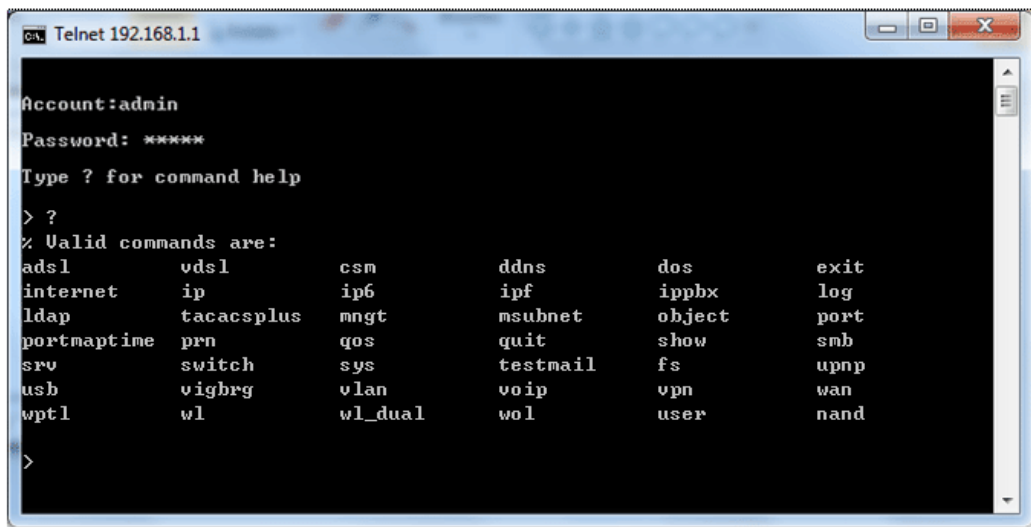 Telnet 192.168.1.1
Account:admin
Password: *****
Type ? for command help
> ?
% Valid commands are:
adsl vdsl csm ddns dos exit
internet ip ip6 ipf ippbx log
ldap tacacsplus mngt msubnet object port
portmaptime prn qos quit show smb
srv switch sys testmail fs upnp
usb vigbrg vlan voip vpn wan
wptl wl wl_dual wol user nand
>